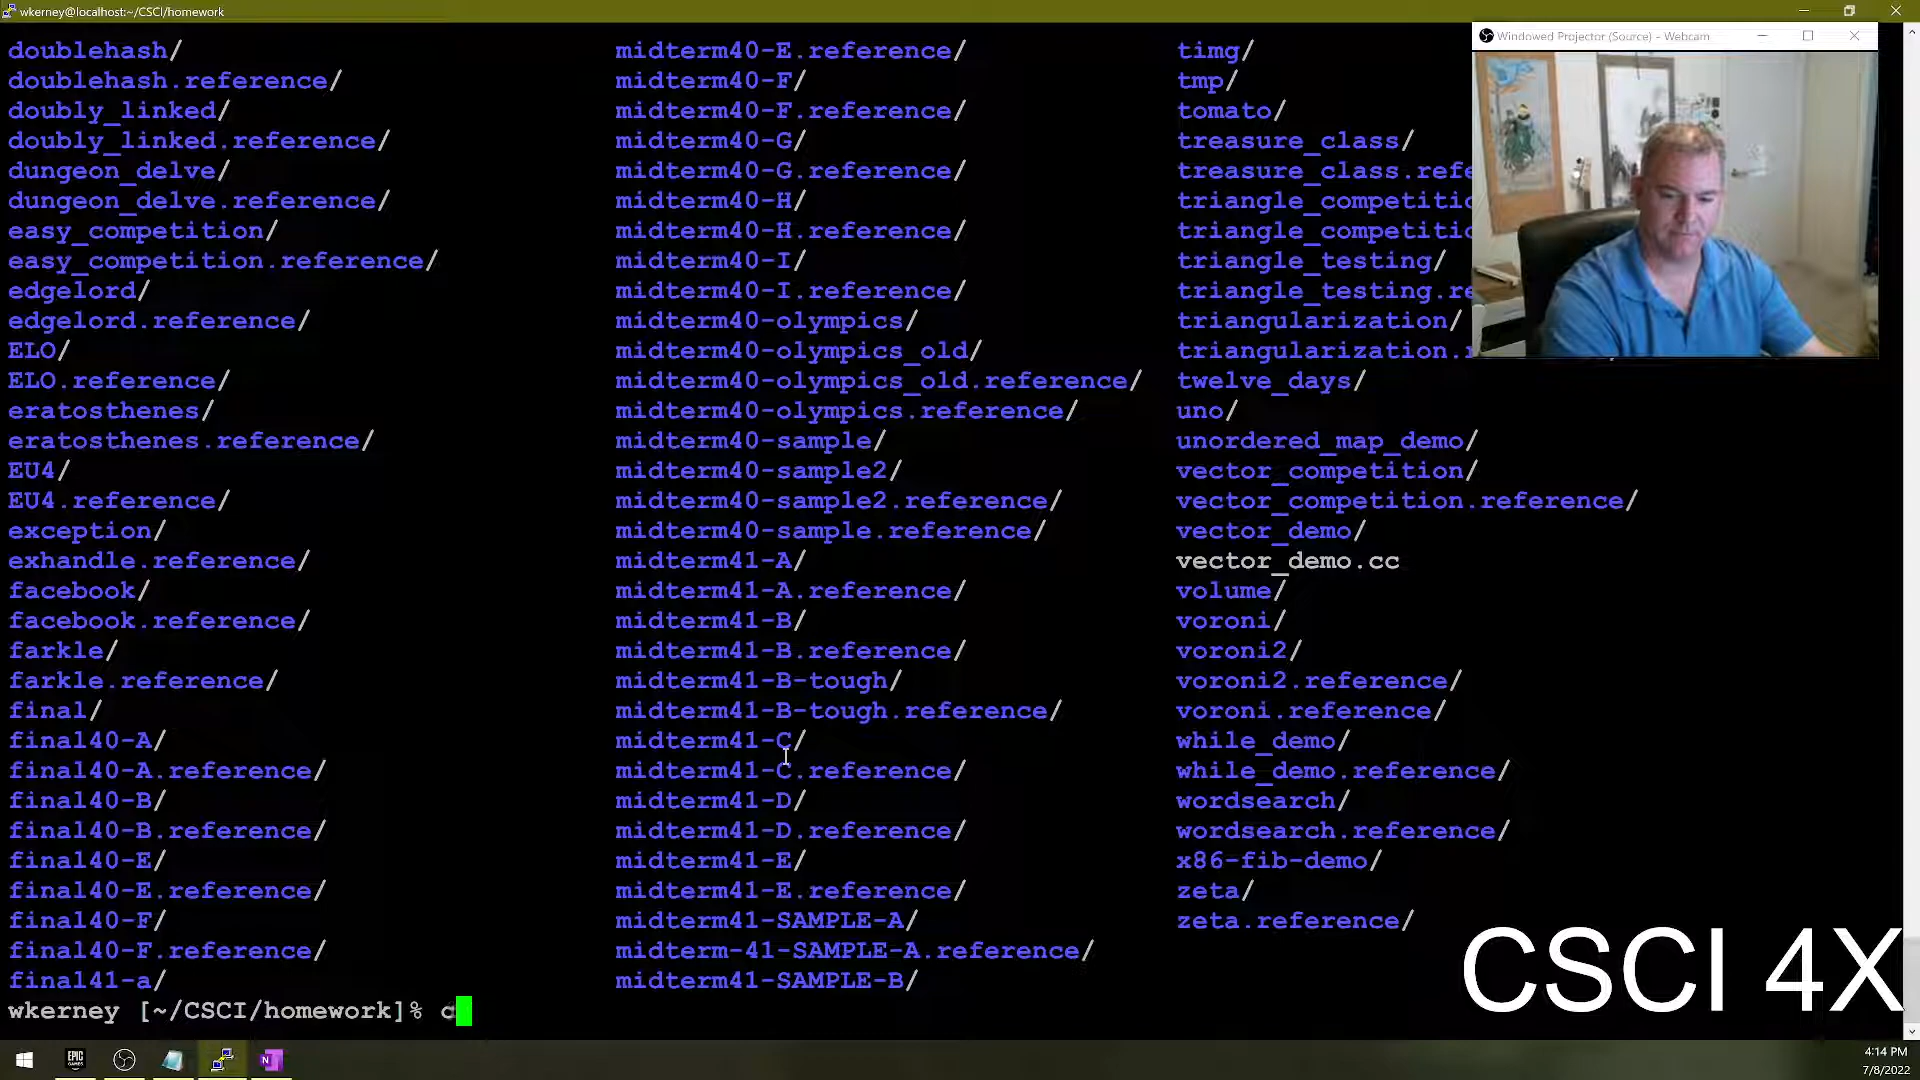 wkerney@localhost:~/CSCI/homework
Windowed Projector (Source) - Webcam
doublehash/ midterm40-E.reference/ timg/
doublehash.reference/ midterm40-F/ tmp/
doubly_linked/ midterm40-F.reference/ tomato/
doubly_linked.reference/ midterm40-G/ treasure_class/
dungeon_delve/ midterm40-G.reference/ treasure_class.refe
dungeon_delve.reference/ midterm40-H/ triangle_competitic
easy_competition/ midterm40-H.reference/ triangle_competitic
easy_competition.reference/ midterm40-I/ triangle_testing/
edgelord/ midterm40-I.reference/ triangle_testing.re
edgelord.reference/ midterm40-olympics/ triangularization/
ELO/ midterm40-olympics_old/ triangularization.r
ELO.reference/ midterm40-olympics_old.reference/ twelve_days/
eratosthenes/ midterm40-olympics.reference/ uno/
eratosthenes.reference/ midterm40-sample/ unordered_map_demo/
EU4/ midterm40-sample2/ vector_competition/
EU4.reference/ midterm40-sample2.reference/ vector_competition.reference/
exception/ midterm40-sample.reference/ vector_demo/
exhandle.reference/ midterm41-A/ vector_demo.cc
facebook/ midterm41-A.reference/ volume/
facebook.reference/ midterm41-B/ voroni/
farkle/ midterm41-B.reference/ voroni2/
farkle.reference/ midterm41-B-tough/ voroni2.reference/
final/ midterm41-B-tough.reference/ voroni.reference/
final40-A/ midterm41-C/ while_demo/
final40-A.reference/ midterm41-C.reference/ while_demo.reference/
final40-B/ midterm41-D/ wordsearch/
final40-B.reference/ midterm41-D.reference/ wordsearch.reference/
final40-E/ midterm41-E/ x86-fib-demo/
final40-E.reference/ midterm41-E.reference/ zeta/
final40-F/ midterm41-SAMPLE-A/ zeta.reference/
final40-F.reference/ midterm-41-SAMPLE-A.reference/
final41-a/ midterm41-SAMPLE-B/
wkerney [~/CSCI/homework]% c
CSCI 4X
EPIC GAMES
4:14 PM
7/8/2022